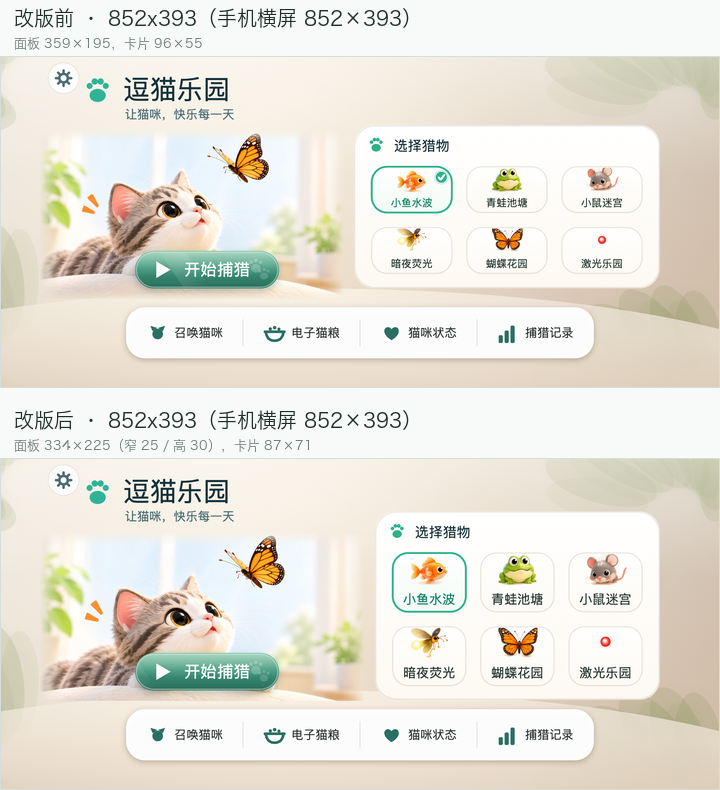 改版前 · 852x393（手机横屏 852×393）
面板 359×195，卡片 96×55
逗猫乐园
让猫咪，快乐每一天
选择猎物
小鱼水波
青蛙池塘
小鼠迷宫
暗夜荧光
蝴蝶花园
激光乐园
开始捕猎
召唤猫咪
电子猫粮
猫咪状态
捕猎记录
改版后 · 852x393（手机横屏 852×393）
面板 334×225（窄 25 / 高 30），卡片 87×71
逗猫乐园
让猫咪，快乐每一天
选择猎物
小鱼水波
青蛙池塘
小鼠迷宫
暗夜荧光
蝴蝶花园
激光乐园
开始捕猎
召唤猫咪
电子猫粮
猫咪状态
捕猎记录